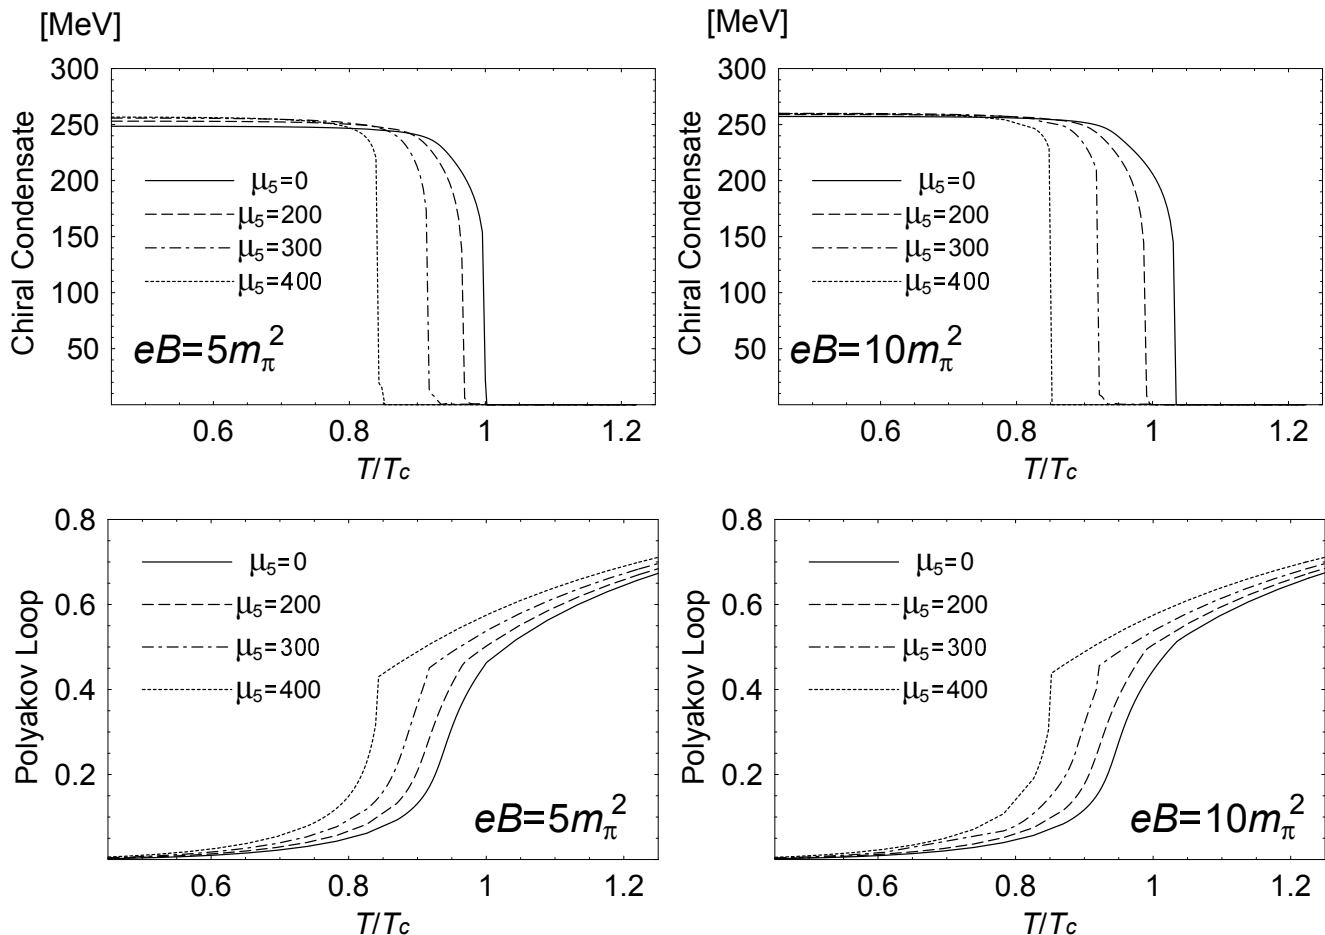 [MeV]
Chiral Condensate
300
250
200
150
100
50
μ5=0
μ5=200
μ5=300
μ5=400
eB=5mπ²
0.6 0.8 1 1.2
T/Tc
[MeV]
Chiral Condensate
300
250
200
150
100
50
μ5=0
μ5=200
μ5=300
μ5=400
eB=10mπ²
0.6 0.8 1 1.2
T/Tc
Polyakov Loop
0.8
0.6
0.4
0.2
μ5=0
μ5=200
μ5=300
μ5=400
eB=5mπ²
0.6 0.8 1 1.2
T/Tc
Polyakov Loop
0.8
0.6
0.4
0.2
μ5=0
μ5=200
μ5=300
μ5=400
eB=10mπ²
0.6 0.8 1 1.2
T/Tc